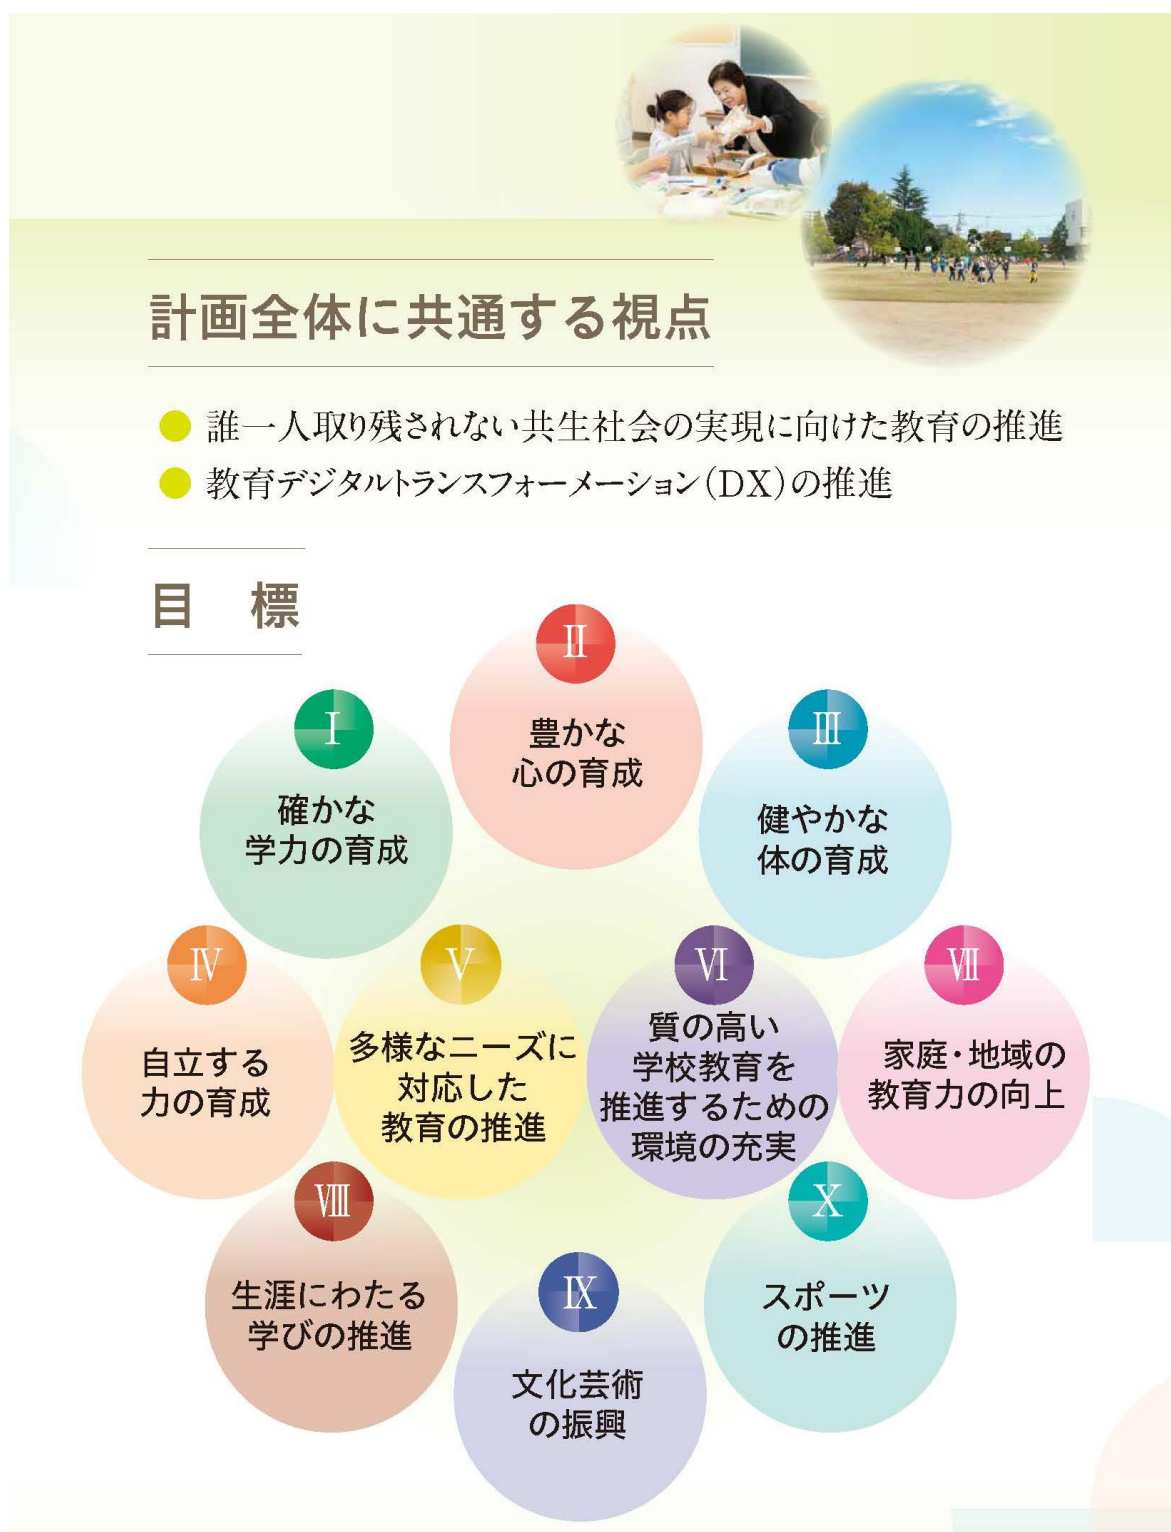 計画全体に共通する視点
● 誰一人取り残されない共生社会の実現に向けた教育の推進
● 教育デジタルトランスフォーメーション(DX)の推進
目　標
Ⅰ
確かな
学力の育成
Ⅱ
豊かな
心の育成
Ⅲ
健やかな
体の育成
Ⅳ
自立する
力の育成
Ⅴ
多様なニーズに
対応した
教育の推進
Ⅵ
質の高い
学校教育を
推進するための
環境の充実
Ⅶ
家庭・地域の
教育力の向上
Ⅷ
生涯にわたる
学びの推進
Ⅸ
文化芸術
の振興
Ⅹ
スポーツ
の推進